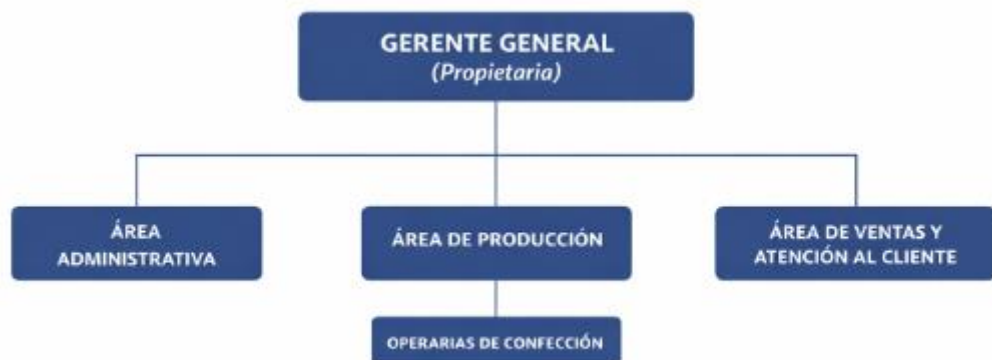 GERENTE GENERAL
(Propietaria)
ÁREA
ADMINISTRATIVA
ÁREA DE PRODUCCIÓN
ÁREA DE VENTAS Y
ATENCIÓN AL CLIENTE
OPERARIAS DE CONFECCIÓN